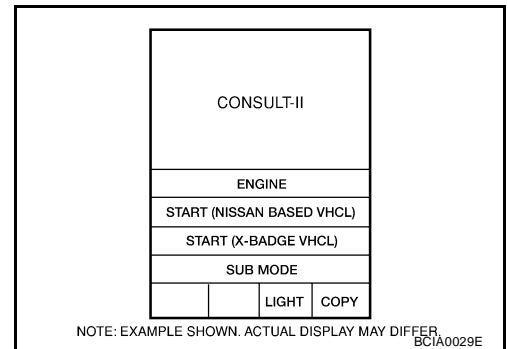 CONSULT-II
ENGINE
START (NISSAN BASED VHCL)
START (X-BADGE VHCL)
SUB MODE
LIGHT COPY
NOTE: EXAMPLE SHOWN. ACTUAL DISPLAY MAY DIFFER.
BCIA0029E